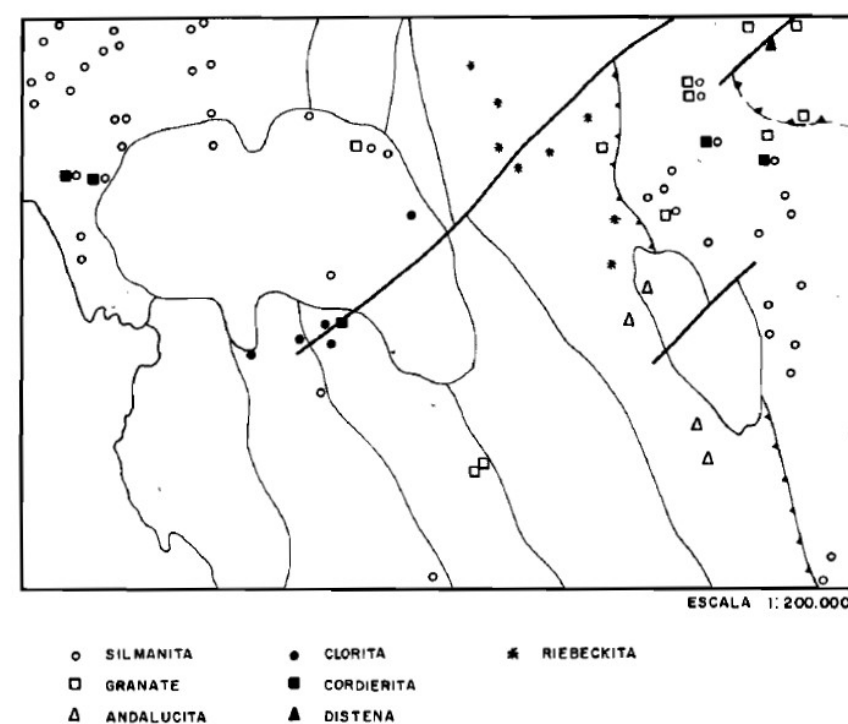 ESCALA 1:200.000
SILMANITA CLORITA RIEBECKITA
GRANATE CORDIERITA
ANDALUCITA DISTENA